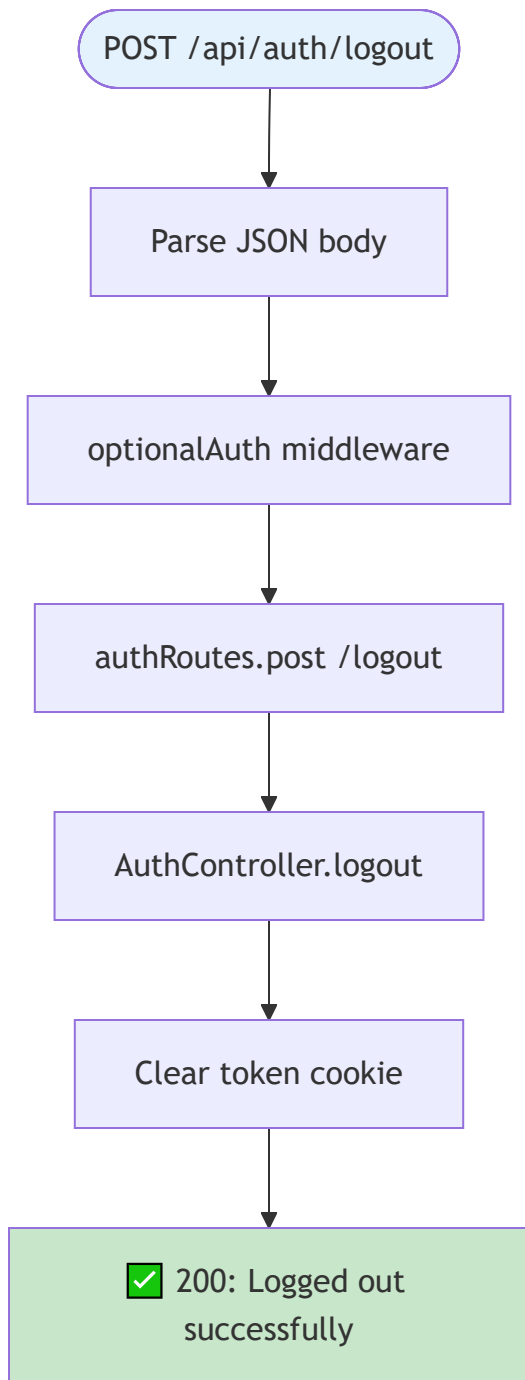 POST /api/auth/logout
Parse JSON body
optionalAuth middleware
authRoutes.post /logout
AuthController.logout
Clear token cookie
✅ 200: Logged out
successfully